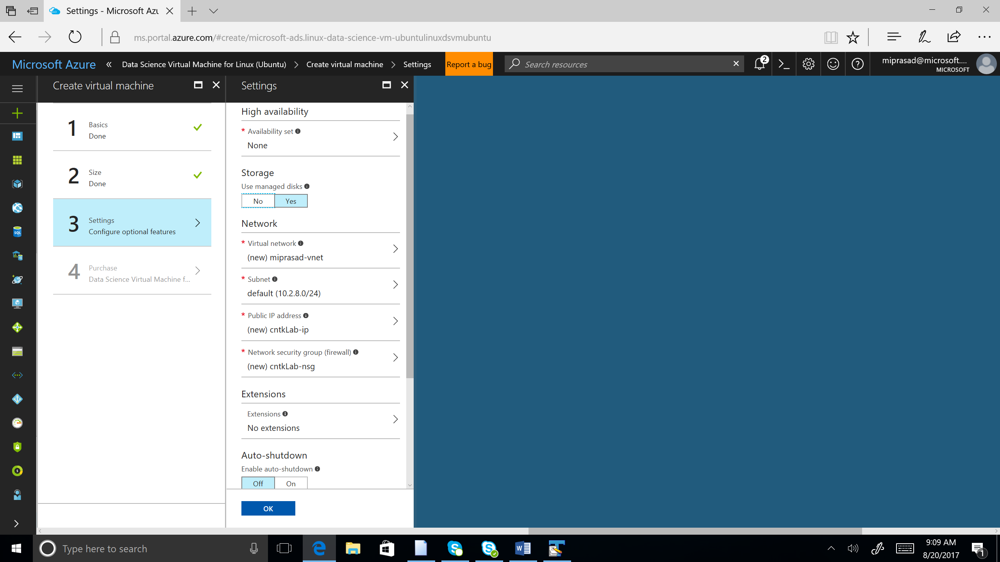 Settings - Microsoft Azu
ms.portal.azure.com/#create/microsoft-ads.linux-data-science-vm-ubuntulinuxdsvmubuntu
Microsoft Azure « Data Science Virtual Machine for Linux (Ubuntu) > Create virtual machine > Settings Report a bug Search resources 2 miprasad@microsoft....
MICROSOFT
Create virtual machine
1 Basics
Done
2 Size
Done
3 Settings
Configure optional features
4 Purchase
Data Science Virtual Machine f...
Settings
High availability
* Availability set
None
Storage
Use managed disks
No Yes
Network
* Virtual network
(new) miprasad-vnet
* Subnet
default (10.2.8.0/24)
* Public IP address
(new) cntkLab-ip
* Network security group (firewall)
(new) cntkLab-nsg
Extensions
Extensions
No extensions
Auto-shutdown
Enable auto-shutdown
Off On
OK
SQL
Type here to search
9:09 AM
8/20/2017
1